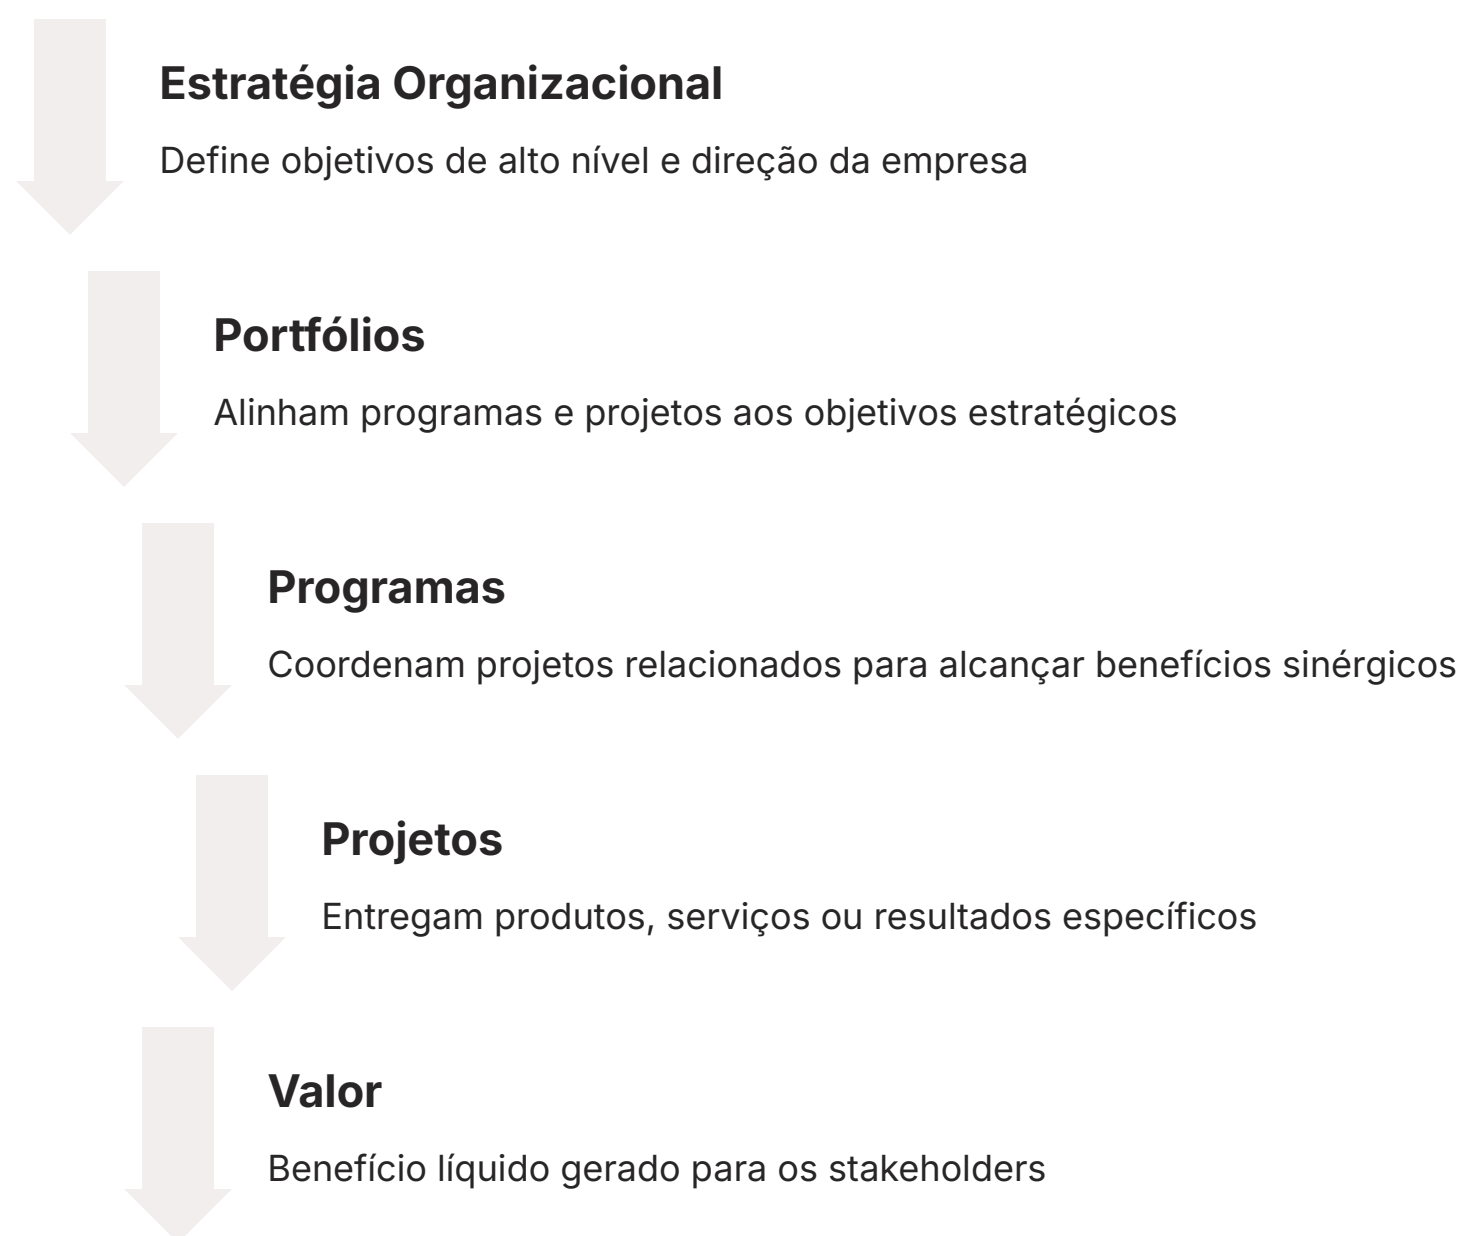 Estratégia Organizacional
Define objetivos de alto nível e direção da empresa
Portfólios
Alinham programas e projetos aos objetivos estratégicos
Programas
Coordenam projetos relacionados para alcançar benefícios sinérgicos
Projetos
Entregam produtos, serviços ou resultados específicos
Valor
Benefício líquido gerado para os stakeholders